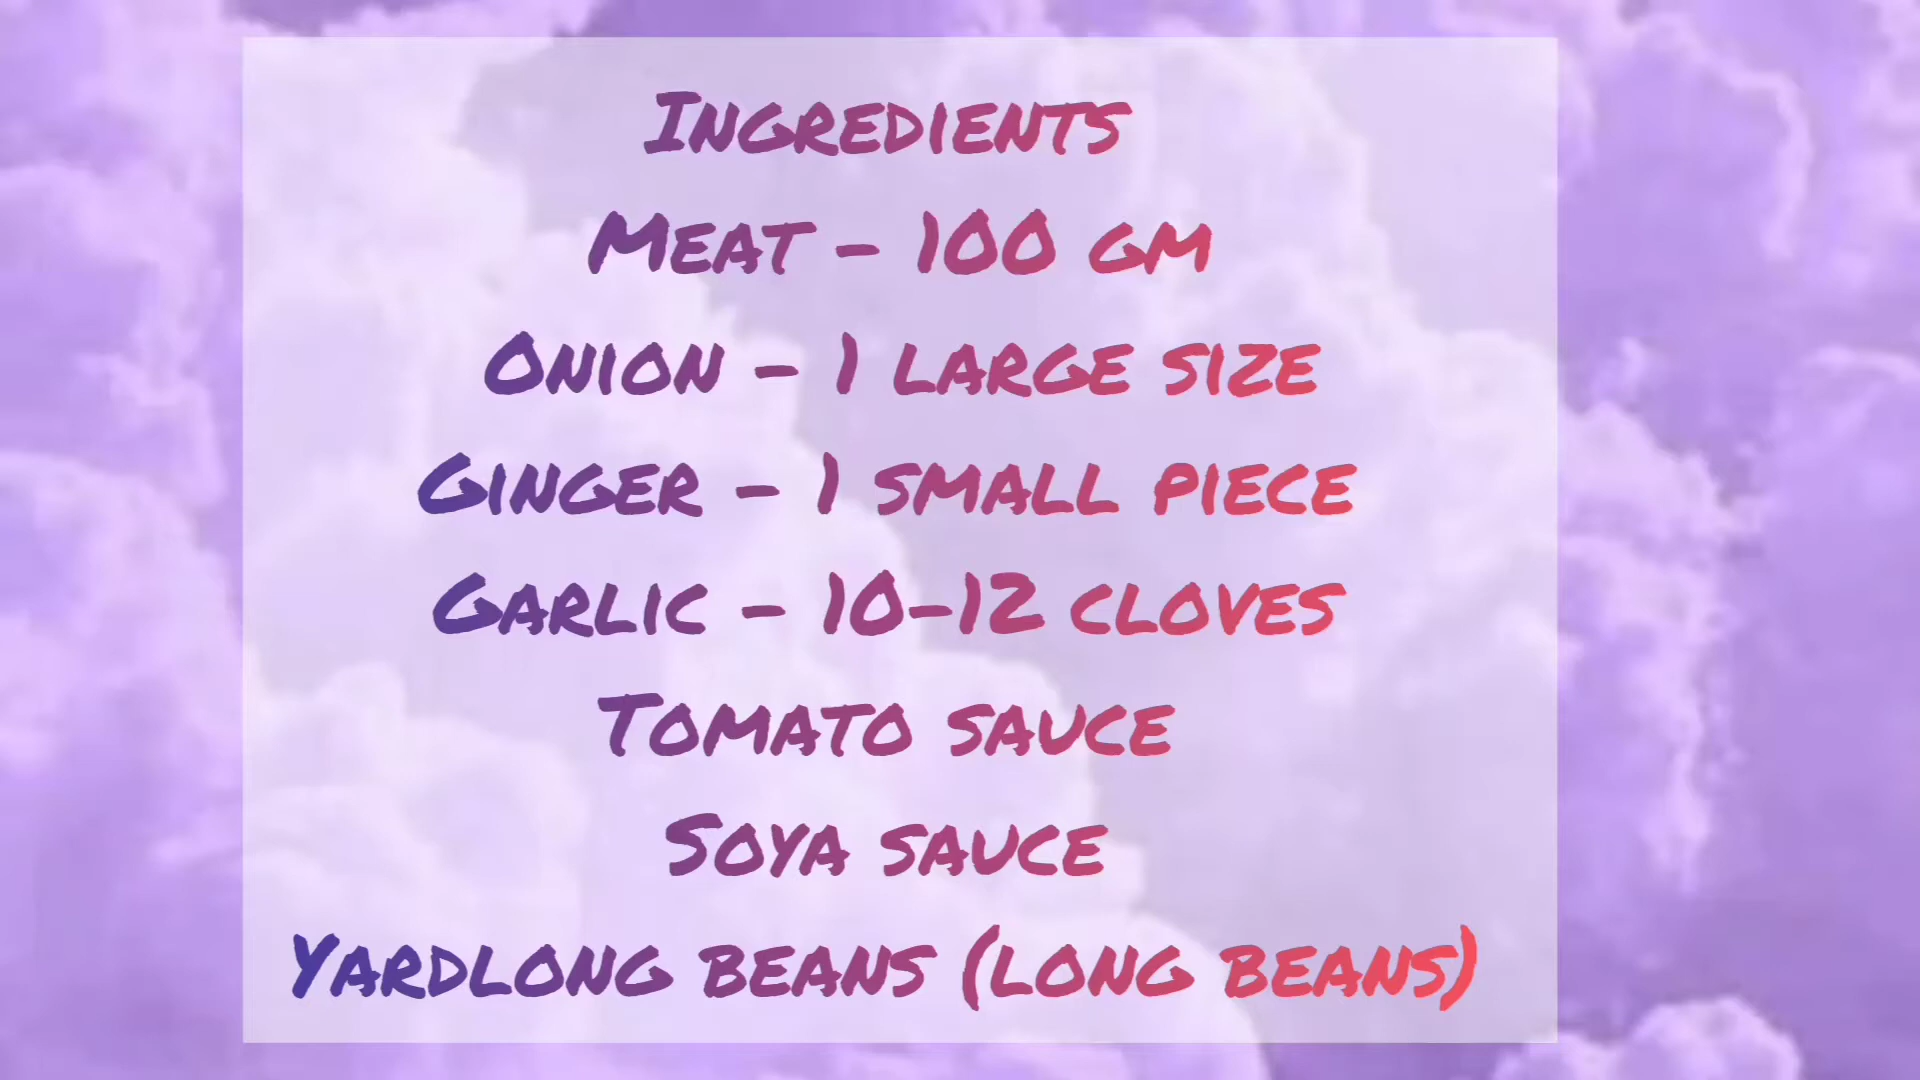 Ingredients
Meat - 100 gm
Onion - 1 large size
Ginger - 1 small piece
Garlic - 10-12 cloves
Tomato sauce
Soya sauce
Yardlong beans (long beans)